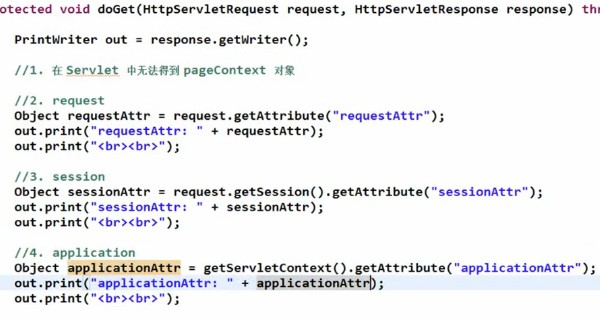 otected void doGet(HttpServletRequest request, HttpServletResponse response) thr
PrintWriter out = response.getWriter();
//1. 在 Servlet 中无法得到 pageContext 对象
//2. request
Object requestAttr = request.getAttribute("requestAttr");
out.print("requestAttr: " + requestAttr);
out.print("<br><br>");
//3. session
Object sessionAttr = request.getSession().getAttribute("sessionAttr");
out.print("sessionAttr: " + sessionAttr);
out.print("<br><br>");
//4. application
Object applicationAttr = getServletContext().getAttribute("applicationAttr");
out.print("applicationAttr: " + applicationAttr);
out.print("<br><br>");